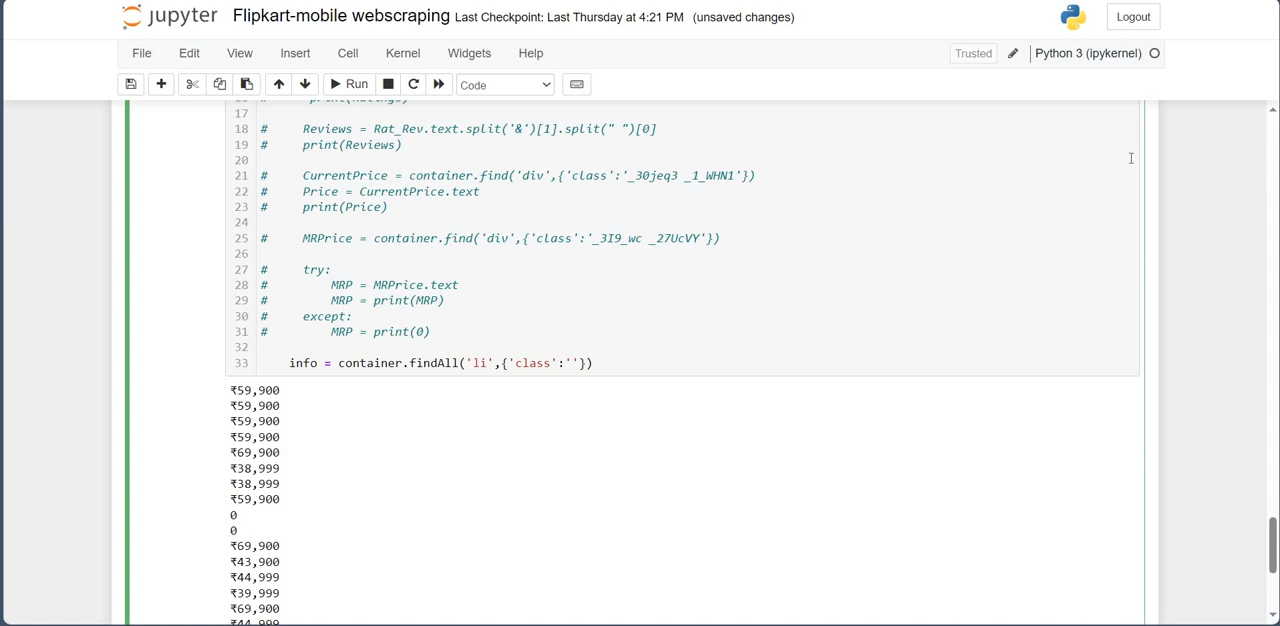 jupyter Flipkart-mobile webscraping Last Checkpoint: Last Thursday at 4:21 PM (unsaved changes) Logout
File Edit View Insert Cell Kernel Widgets Help Trusted Python 3 (ipykernel)
Run Code
17
18 # Reviews = Rat_Rev.text.split('&')[1].split(" ")[0]
19 # print(Reviews)
20
21 # CurrentPrice = container.find('div',{'class':'_30jeq3 _1_WHN1'})
22 # Price = CurrentPrice.text
23 # print(Price)
24
25 # MRPrice = container.find('div',{'class':'_3I9_wc _27UcVY'})
26
27 # try:
28 # MRP = MRPrice.text
29 # MRP = print(MRP)
30 # except:
31 # MRP = print(0)
32
33 info = container.findAll('li',{'class':''})
₹59,900
₹59,900
₹59,900
₹59,900
₹69,900
₹38,999
₹38,999
₹59,900
0
0
₹69,900
₹43,900
₹44,999
₹39,999
₹69,900
₹44,999